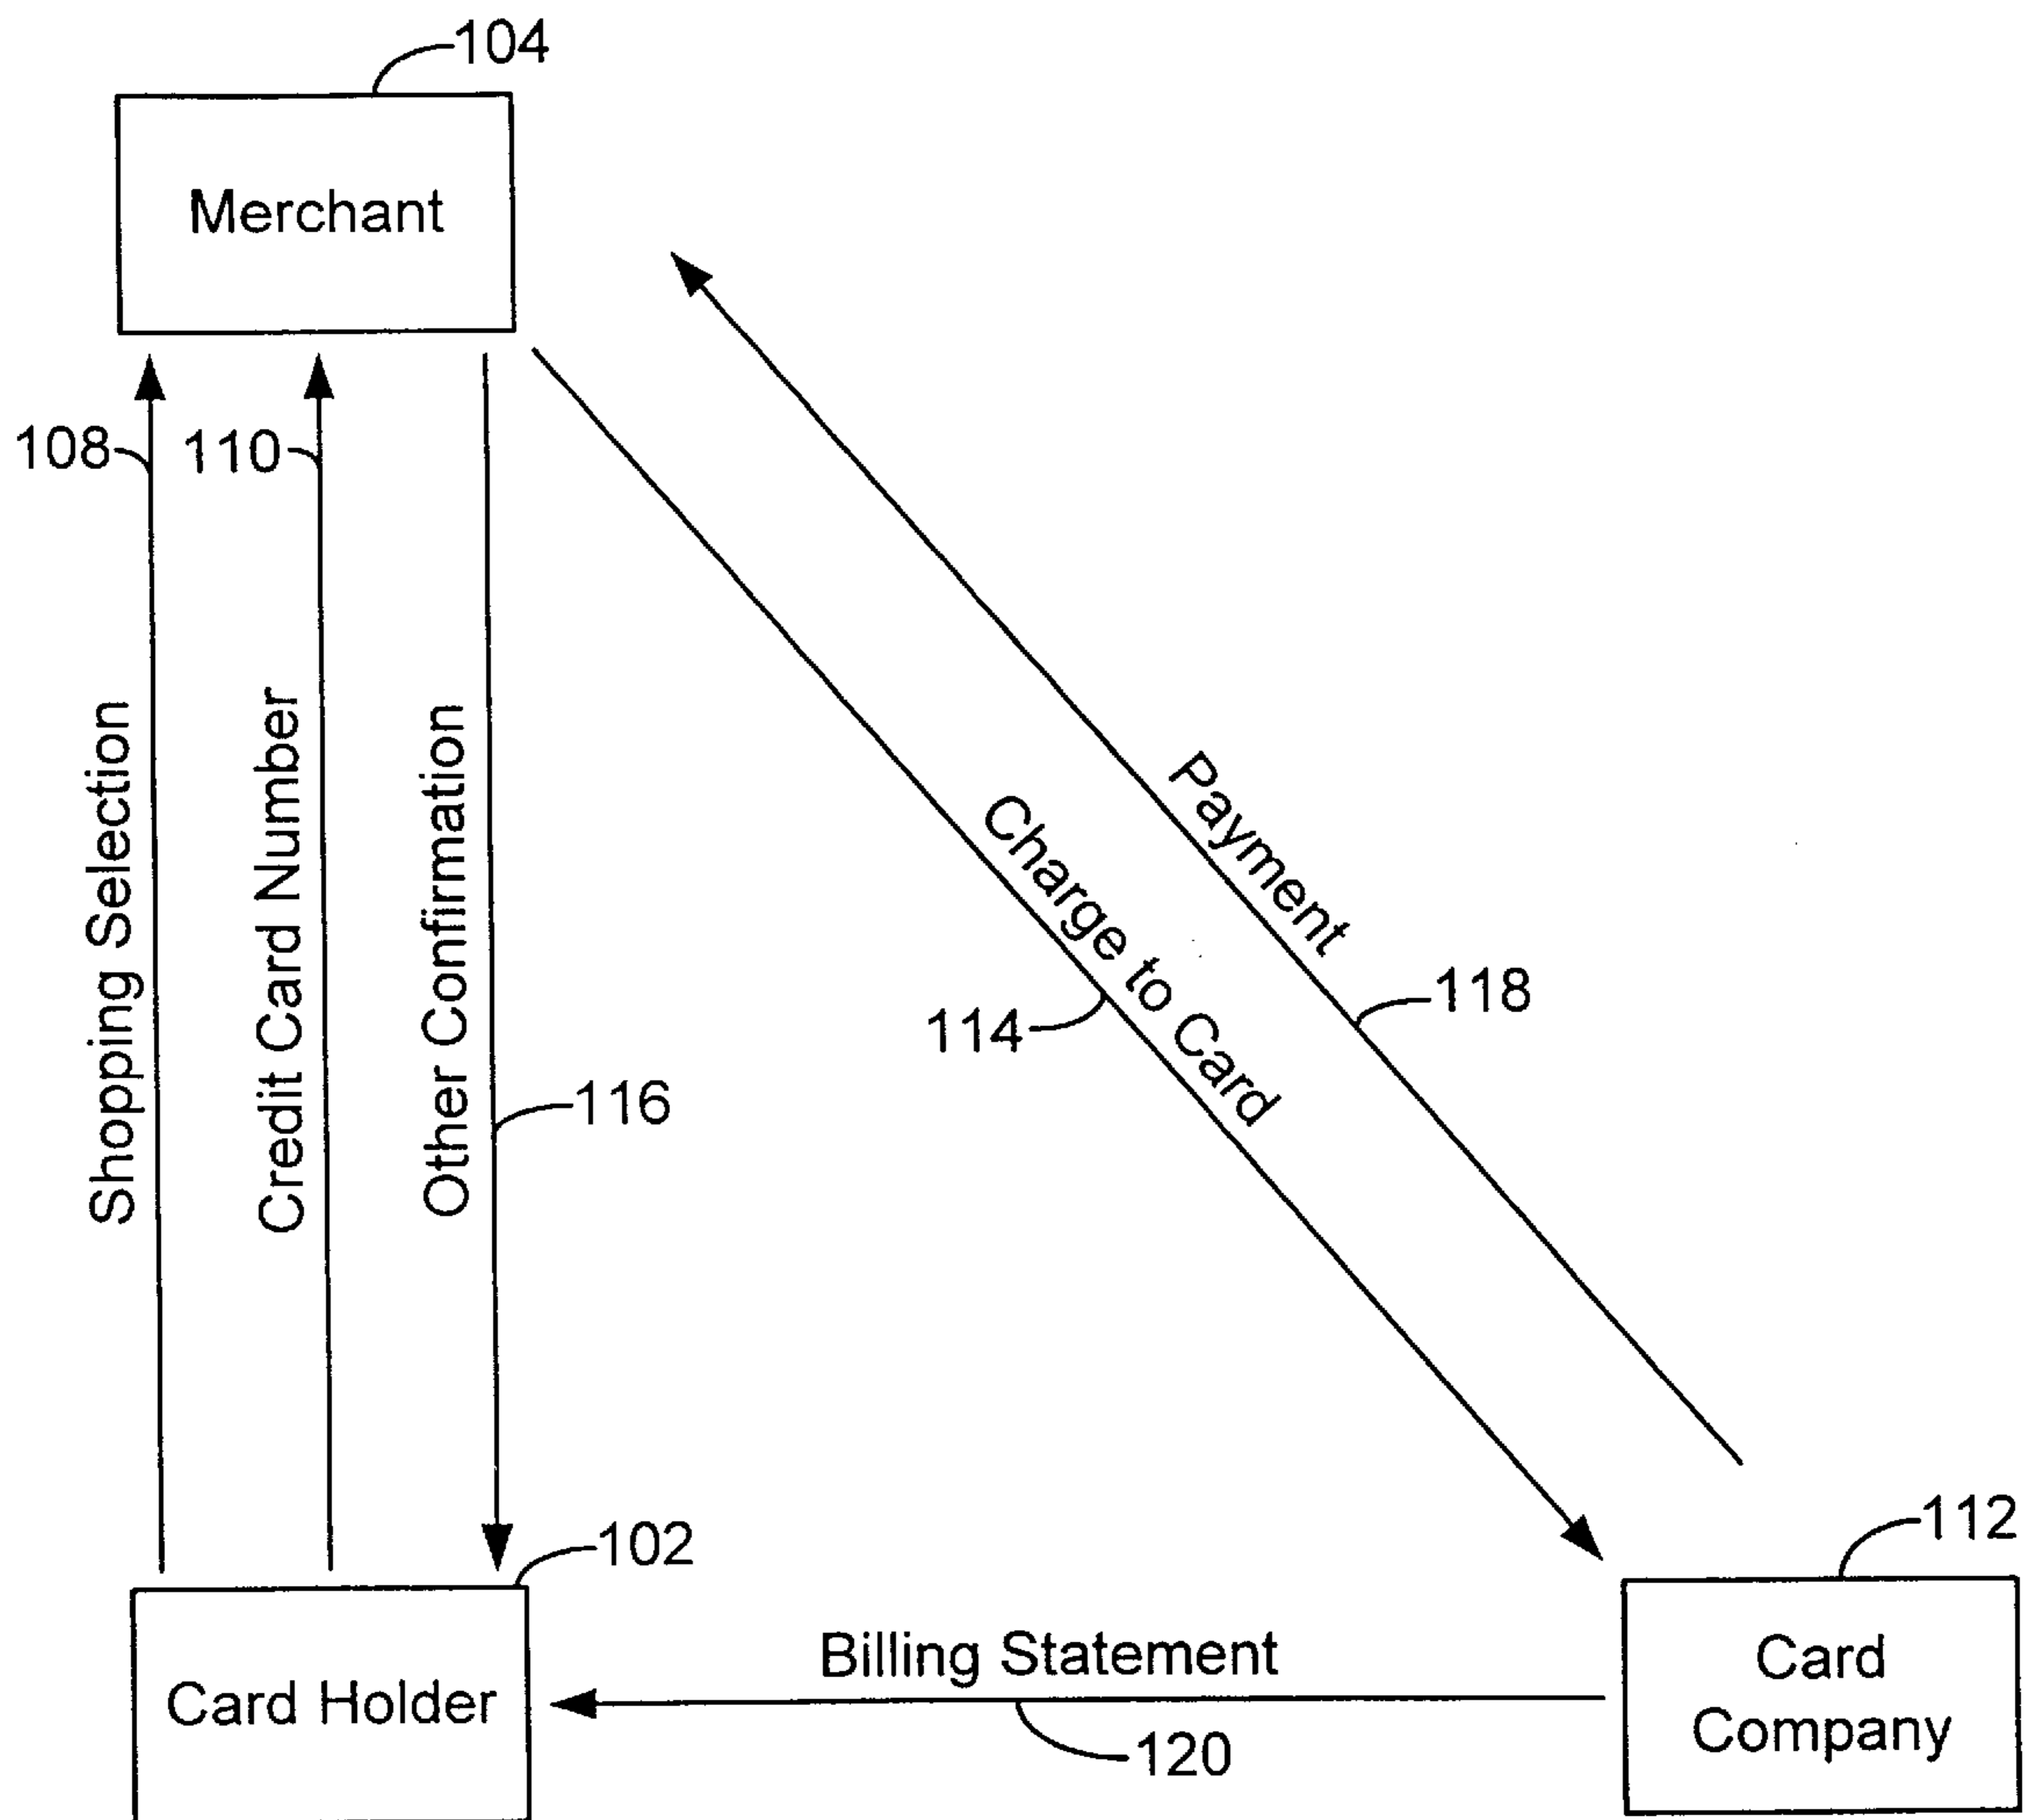 104
Merchant
108
110
Shopping Selection
Credit Card Number
Other Confirmation
116
Charge to Card
114
Payment
118
102
Card Holder
Billing Statement
120
112
Card
Company